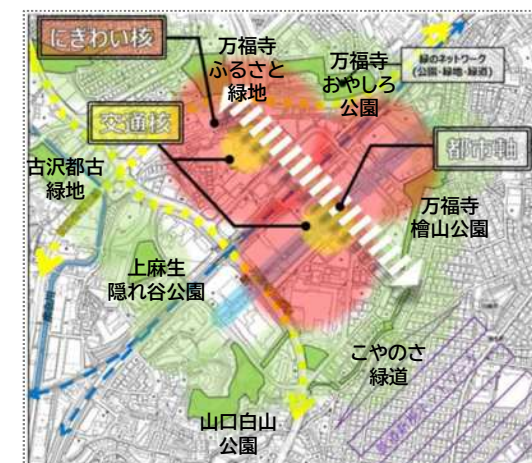 にぎわい核
万福寺
ふるさと
緑地
万福寺
おやしろ
公園
緑のネットワーク
(公園・緑地・緑道)
交通核
都市軸
古沢都古
緑地
万福寺
檜山公園
上麻生
隠れ谷公園
こやのさ
緑道
山口白山
公園